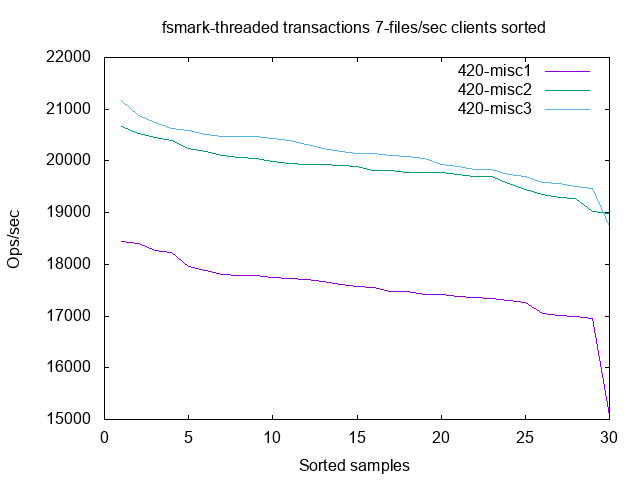 fsmark-threaded transactions 7-files/sec clients sorted
22000
21000
20000
19000
18000
17000
16000
15000
Ops/sec
420-misc1
420-misc2
420-misc3
0 5 10 15 20 25 30
Sorted samples